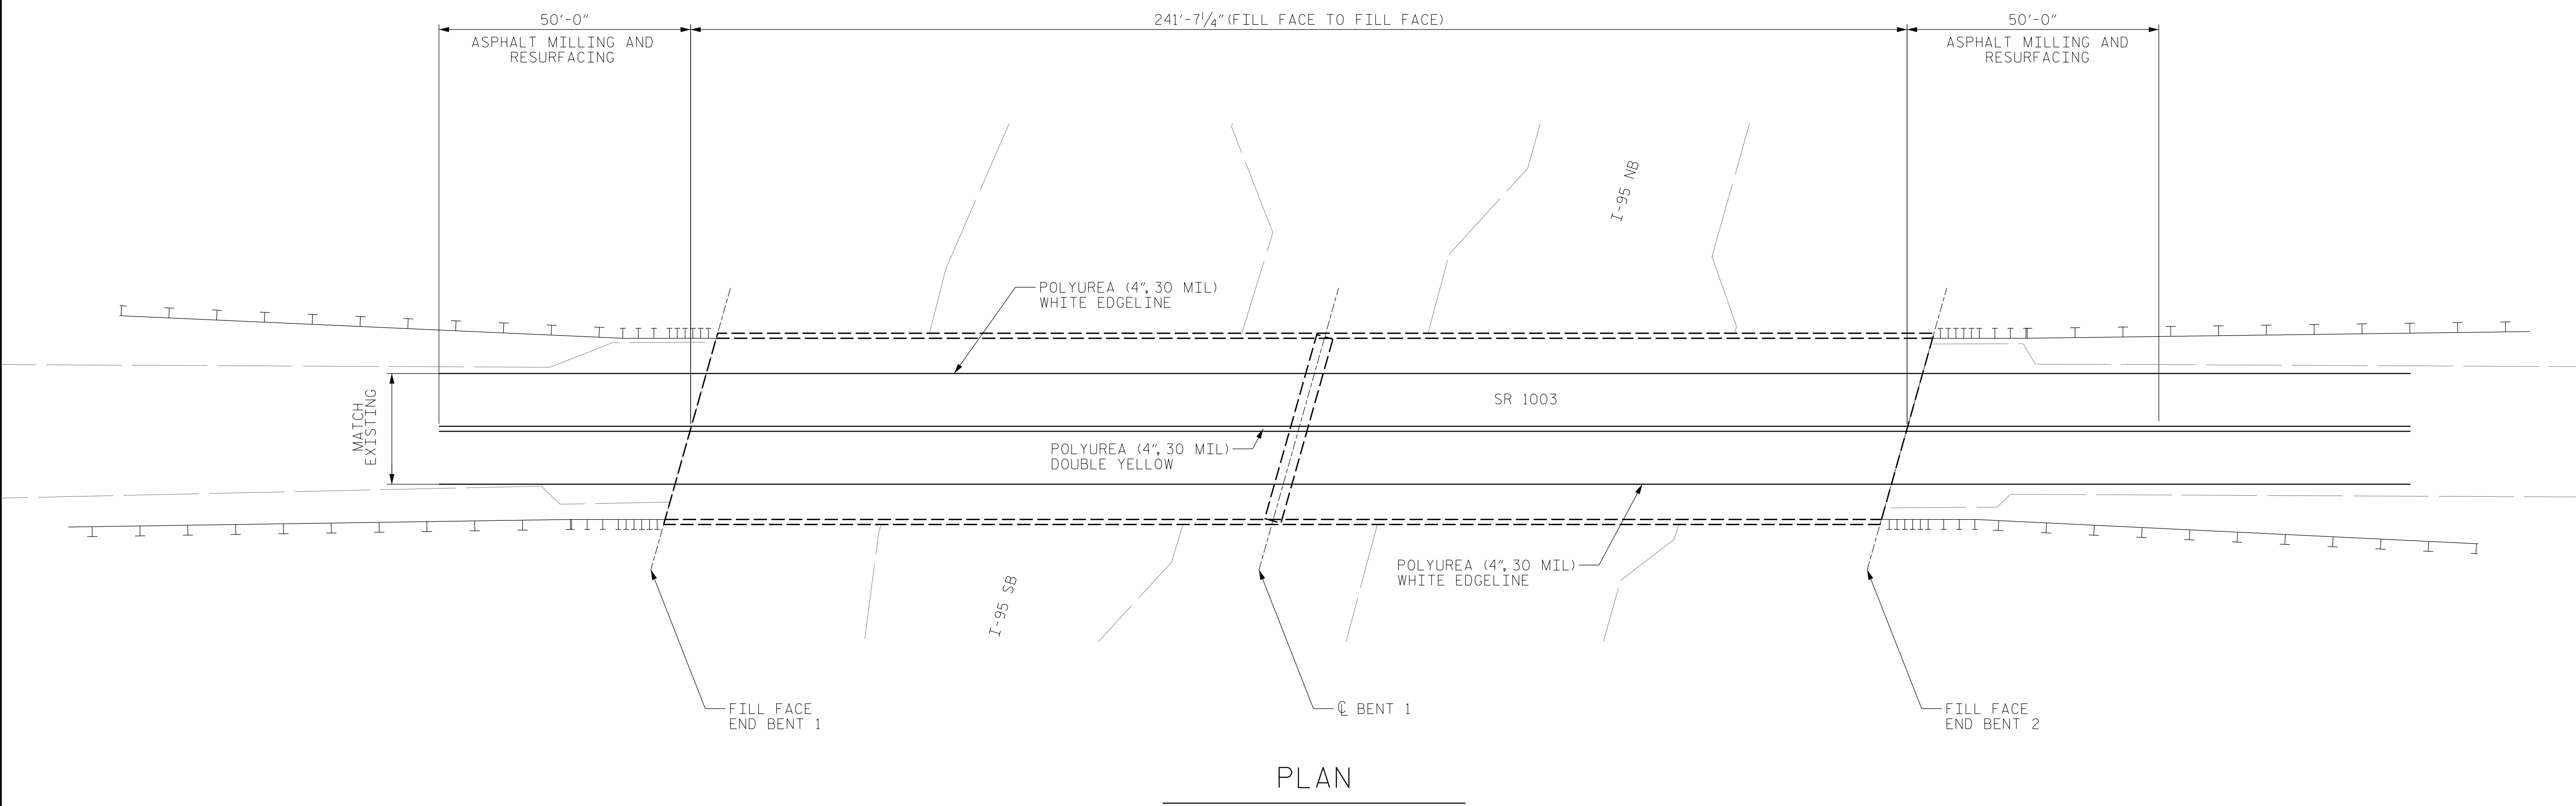 50'-0"
241'-7 1/4" (FILL FACE TO FILL FACE)
50'-0"
ASPHALT MILLING AND
RESURFACING
ASPHALT MILLING AND
RESURFACING
I-95 NB
POLYUREA (4", 30 MIL)
WHITE EDGELINE
MATCH
EXISTING
SR 1003
POLYUREA (4", 30 MIL)
DOUBLE YELLOW
POLYUREA (4", 30 MIL)
WHITE EDGELINE
I-95 SB
FILL FACE
END BENT 1
℄ BENT 1
FILL FACE
END BENT 2
PLAN